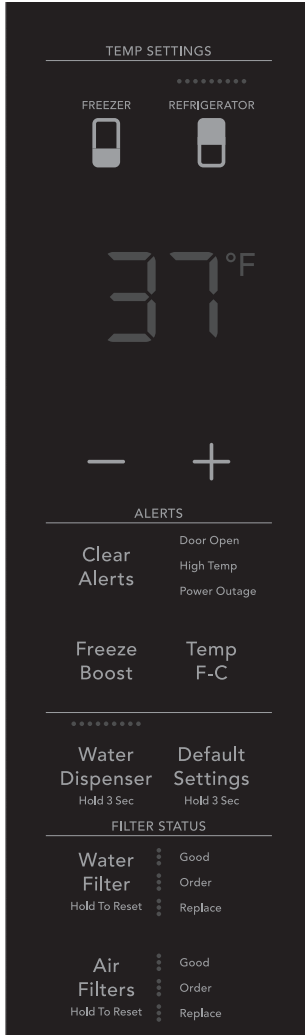 TEMP SETTINGS
FREEZER REFRIGERATOR
37°F
− +
ALERTS
Clear
Alerts
Door Open
High Temp
Power Outage
Freeze
Boost
Temp
F-C
Water
Dispenser
Hold 3 Sec
Default
Settings
Hold 3 Sec
FILTER STATUS
Water
Filter
Hold To Reset
Good
Order
Replace
Air
Filters
Hold To Reset
Good
Order
Replace